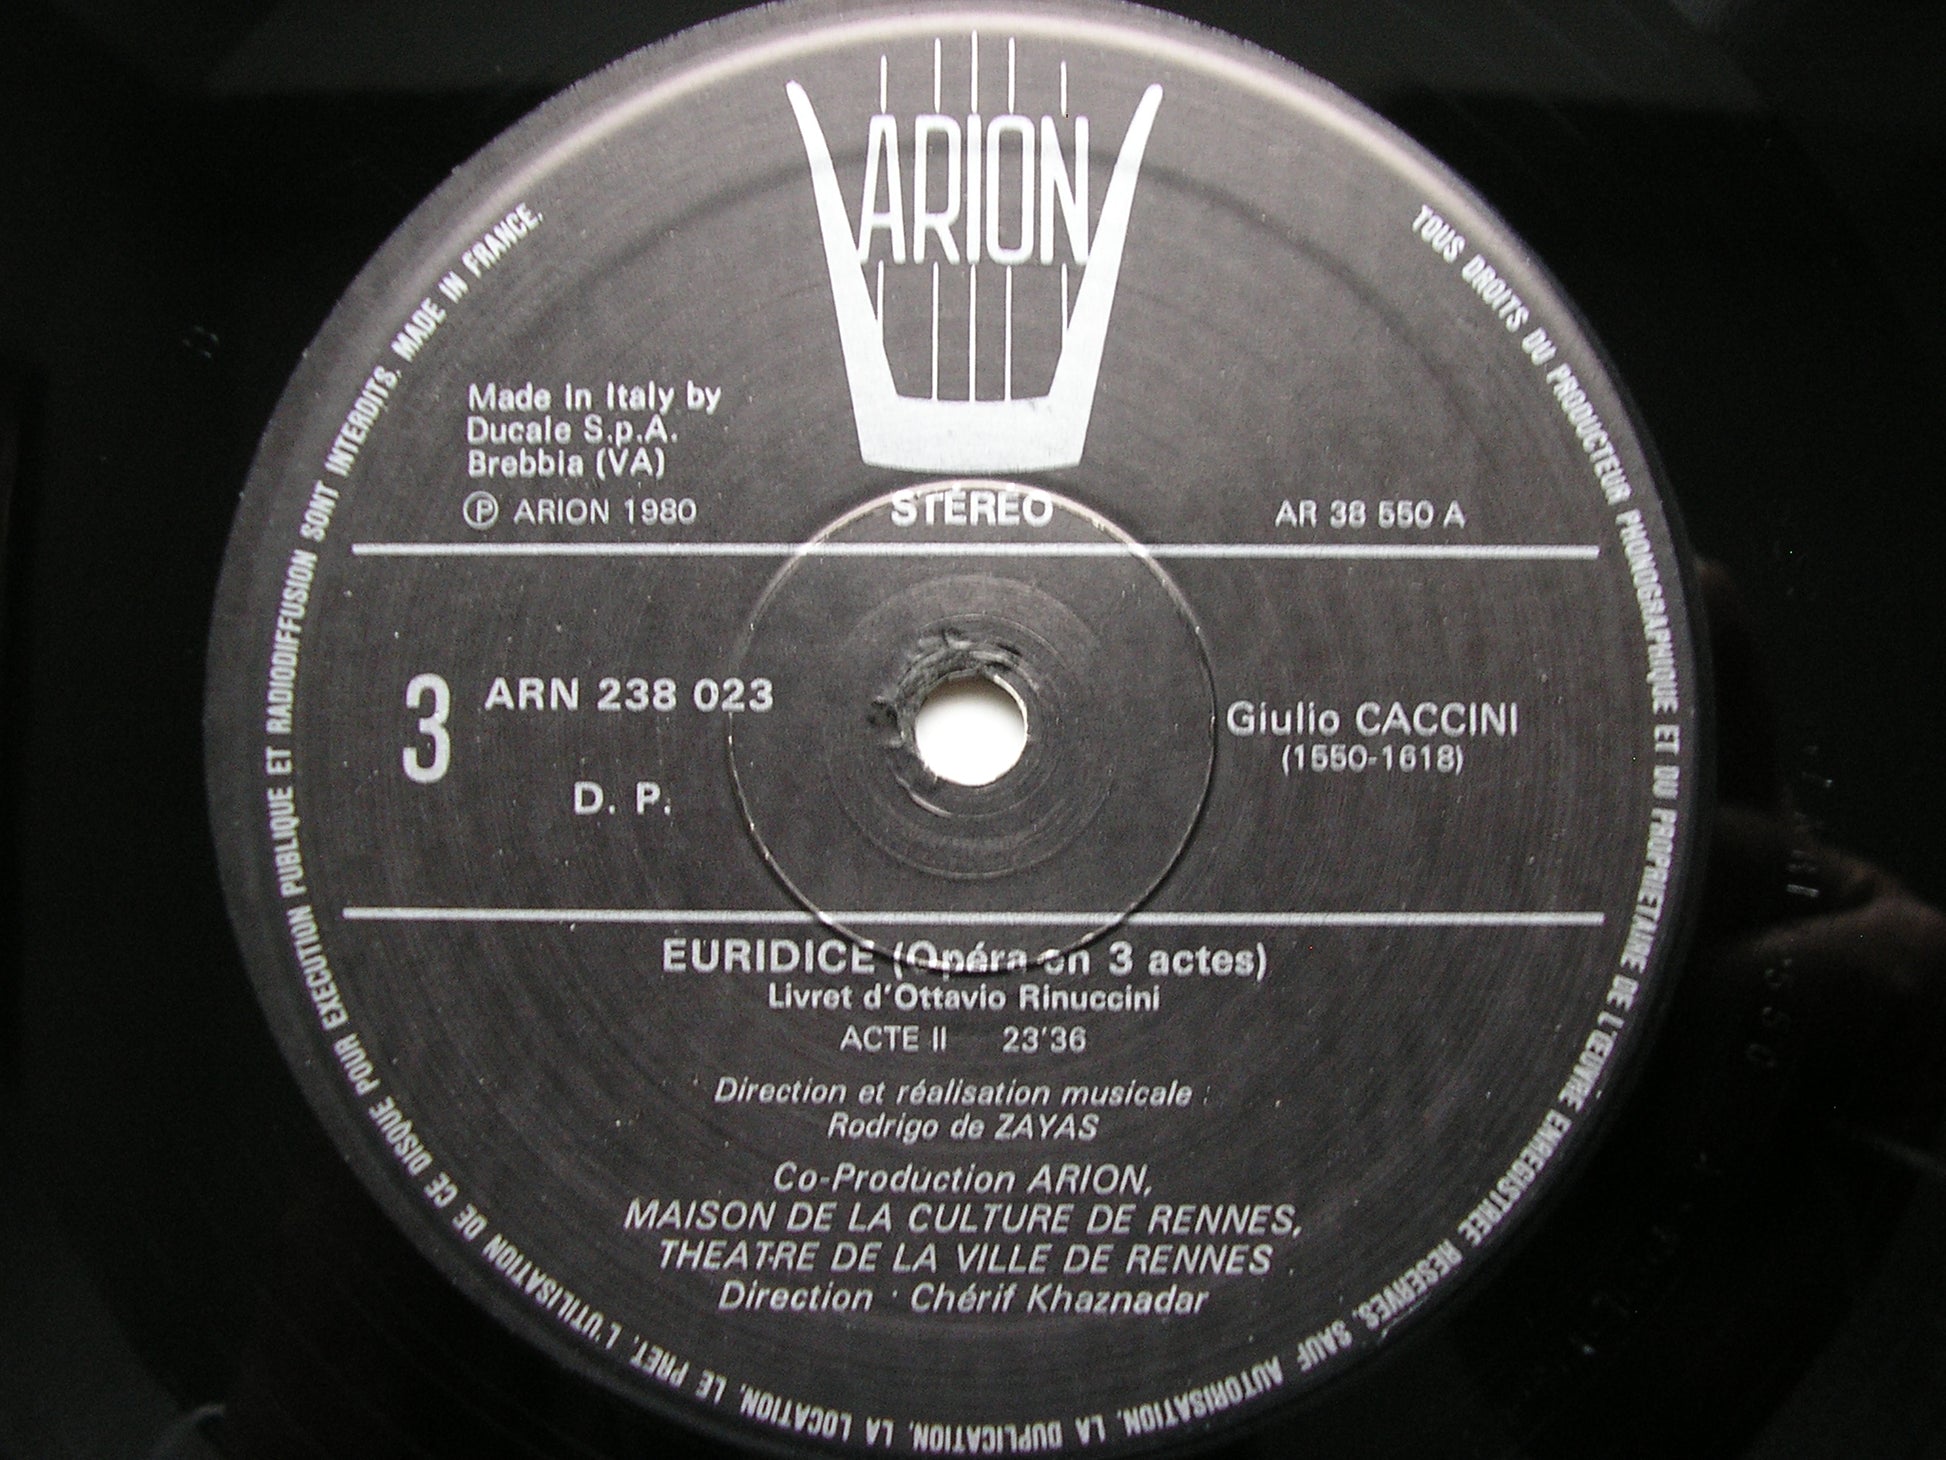 ARION
Made in Italy by
Ducale S.p.A.
Brebbia (VA)
Ⓟ ARION 1980
STÉRÉO
AR 38 550 A
3
ARN 238 023
D. P.
Giulio CACCINI
(1550-1618)
EURIDICE (Opéra en 3 actes)
Livret d'Ottavio Rinuccini
ACTE II 23'36
Direction et réalisation musicale :
Rodrigo de ZAYAS
Co-Production ARION,
MAISON DE LA CULTURE DE RENNES,
THEATRE DE LA VILLE DE RENNES
Direction : Chérif Khaznadar
TOUS DROITS DU PRODUCTEUR PHONOGRAPHIQUE ET DU PROPRIETAIRE DE L'ŒUVRE ENREGISTREE RESERVES. SAUF AUTORISATION, LA DUPLICATION, LA LOCATION, LE PRET, L'UTILISATION DE CE DISQUE POUR EXECUTION PUBLIQUE ET RADIODIFFUSION SONT INTERDITS. MADE IN FRANCE.